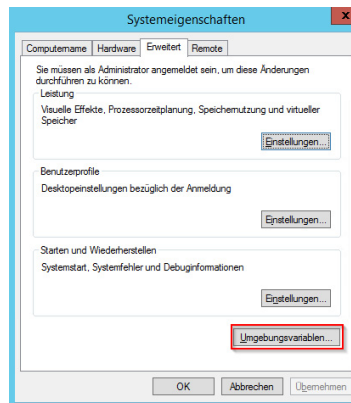 Systemeigenschaften
x
Computername Hardware Erweitert Remote
Sie müssen als Administrator angemeldet sein, um diese Änderungen
durchführen zu können.
Leistung
Visuelle Effekte, Prozessorzeitplanung, Speichernutzung und virtueller
Speicher
Einstellungen...
Benutzerprofile
Desktopeinstellungen bezüglich der Anmeldung
Einstellungen...
Starten und Wiederherstellen
Systemstart, Systemfehler und Debuginformationen
Einstellungen...
Umgebungsvariablen...
OK Abbrechen Übernehmen